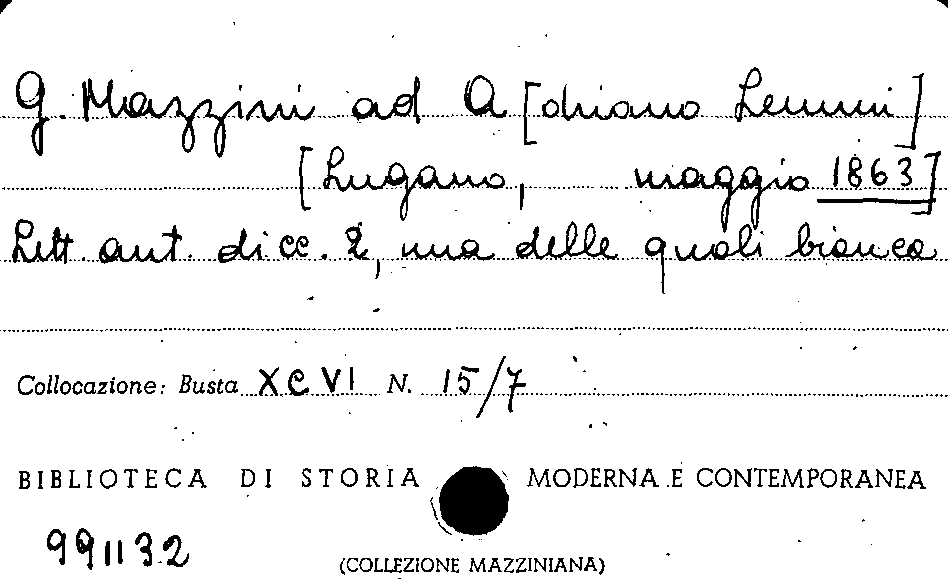 G. Mazzini ad A[driano Lemmi]
[Lugano, maggio 1863]
Lett. aut. di cc. 2, una delle quali bianca
Collocazione: Busta XCVI N. 15/7
BIBLIOTECA DI STORIA MODERNA E CONTEMPORANEA
991132
(COLLEZIONE MAZZINIANA)